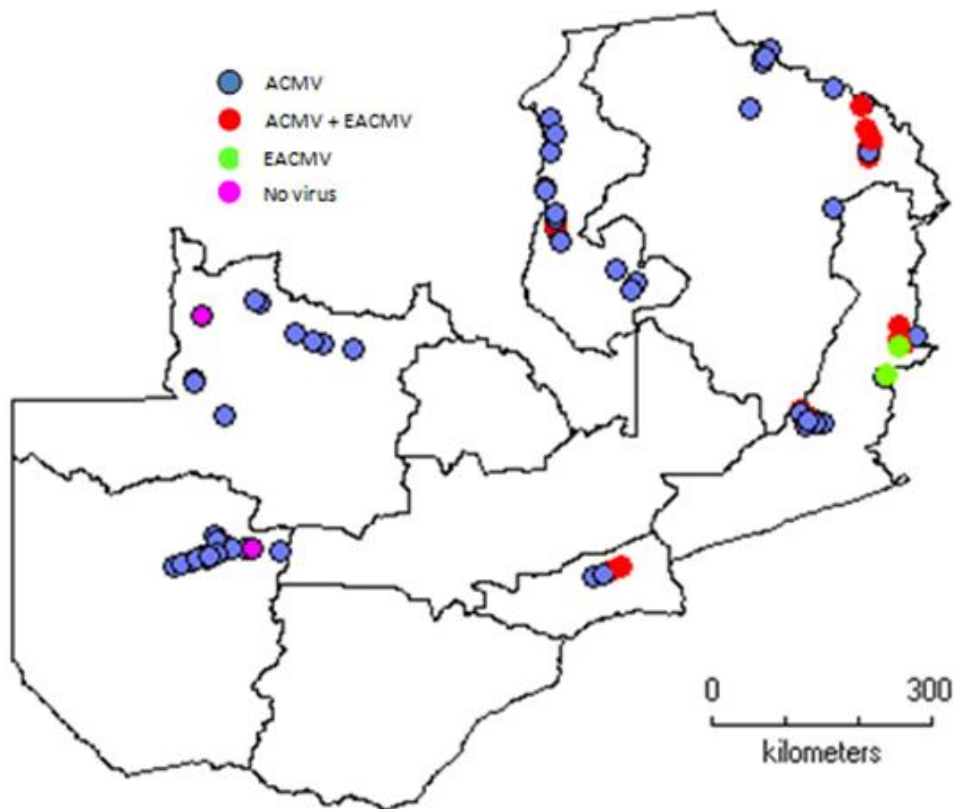 ACMV
ACMV + EACMV
EACMV
No virus
0 300
kilometers